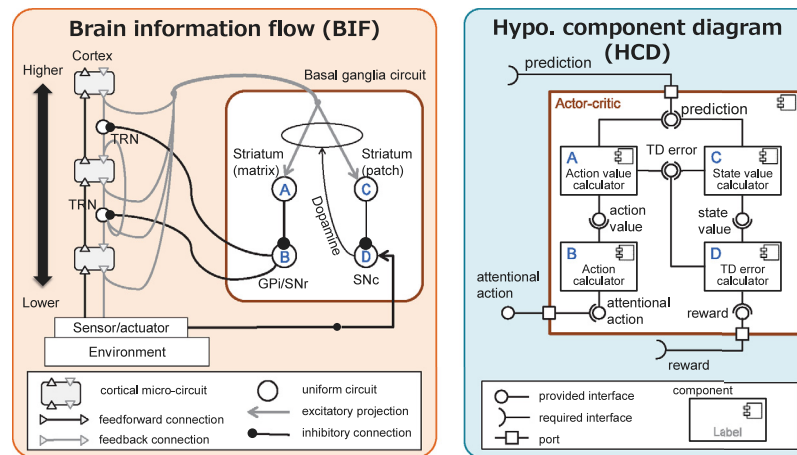 Brain information flow (BIF)
Higher
Cortex
Basal ganglia circuit
TRN
Striatum
(matrix)
Striatum
(patch)
A
C
TRN
Dopamine
B
D
GPi/SNr
SNc
Lower
Sensor/actuator
Environment
cortical micro-circuit
uniform circuit
feedforward connection
excitatory projection
feedback connection
inhibitory connection
Hypo. component diagram
(HCD)
prediction
Actor-critic
prediction
TD error
A
Action value
calculator
C
State value
calculator
action
value
state
value
B
Action
calculator
D
TD error
calculator
attentional
action
attentional
action
reward
reward
provided interface
required interface
port
component
Label